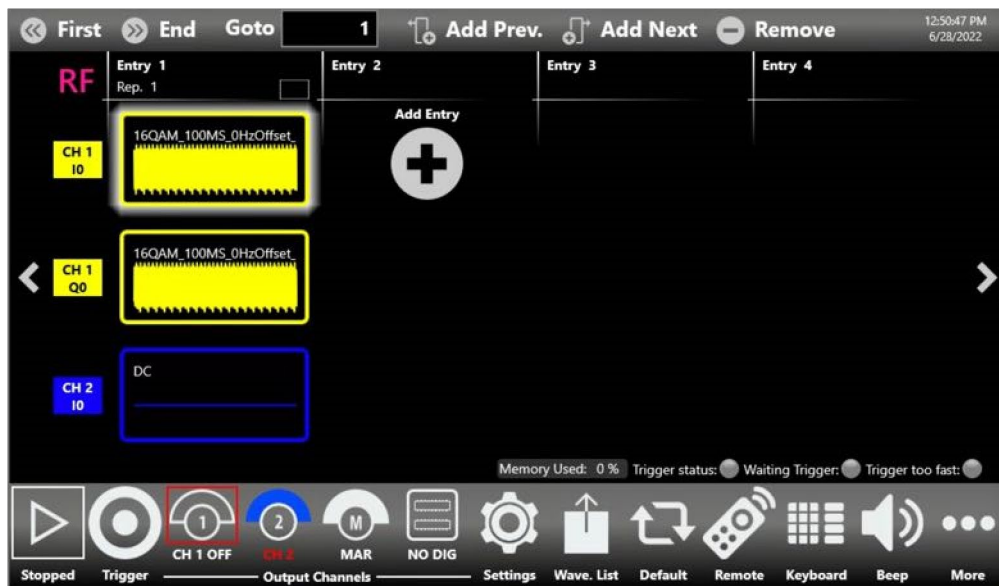 First End Goto 1 Add Prev. Add Next Remove 12:50:47 PM
6/28/2022
RF
Entry 1 Entry 2 Entry 3 Entry 4
Rep. 1
Add Entry
CH 1
I0
16QAM_100MS_0HzOffset_
CH 1
Q0
16QAM_100MS_0HzOffset_
CH 2
I0
DC
Memory Used: 0 % Trigger status: Waiting Trigger: Trigger too fast:
1 2 M
CH 1 OFF CH 2 MAR NO DIG
Stopped Trigger Output Channels Settings Wave. List Default Remote Keyboard Beep More